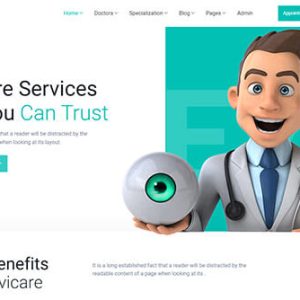 Home Doctors Specialization Blog Pages Admin
re Services
ou Can Trust
that a reader will be distracted by the
when looking at its layout.
enefits
vicare
It is a long established fact that a reader will be distracted by the
readable content of a page when looking at its..